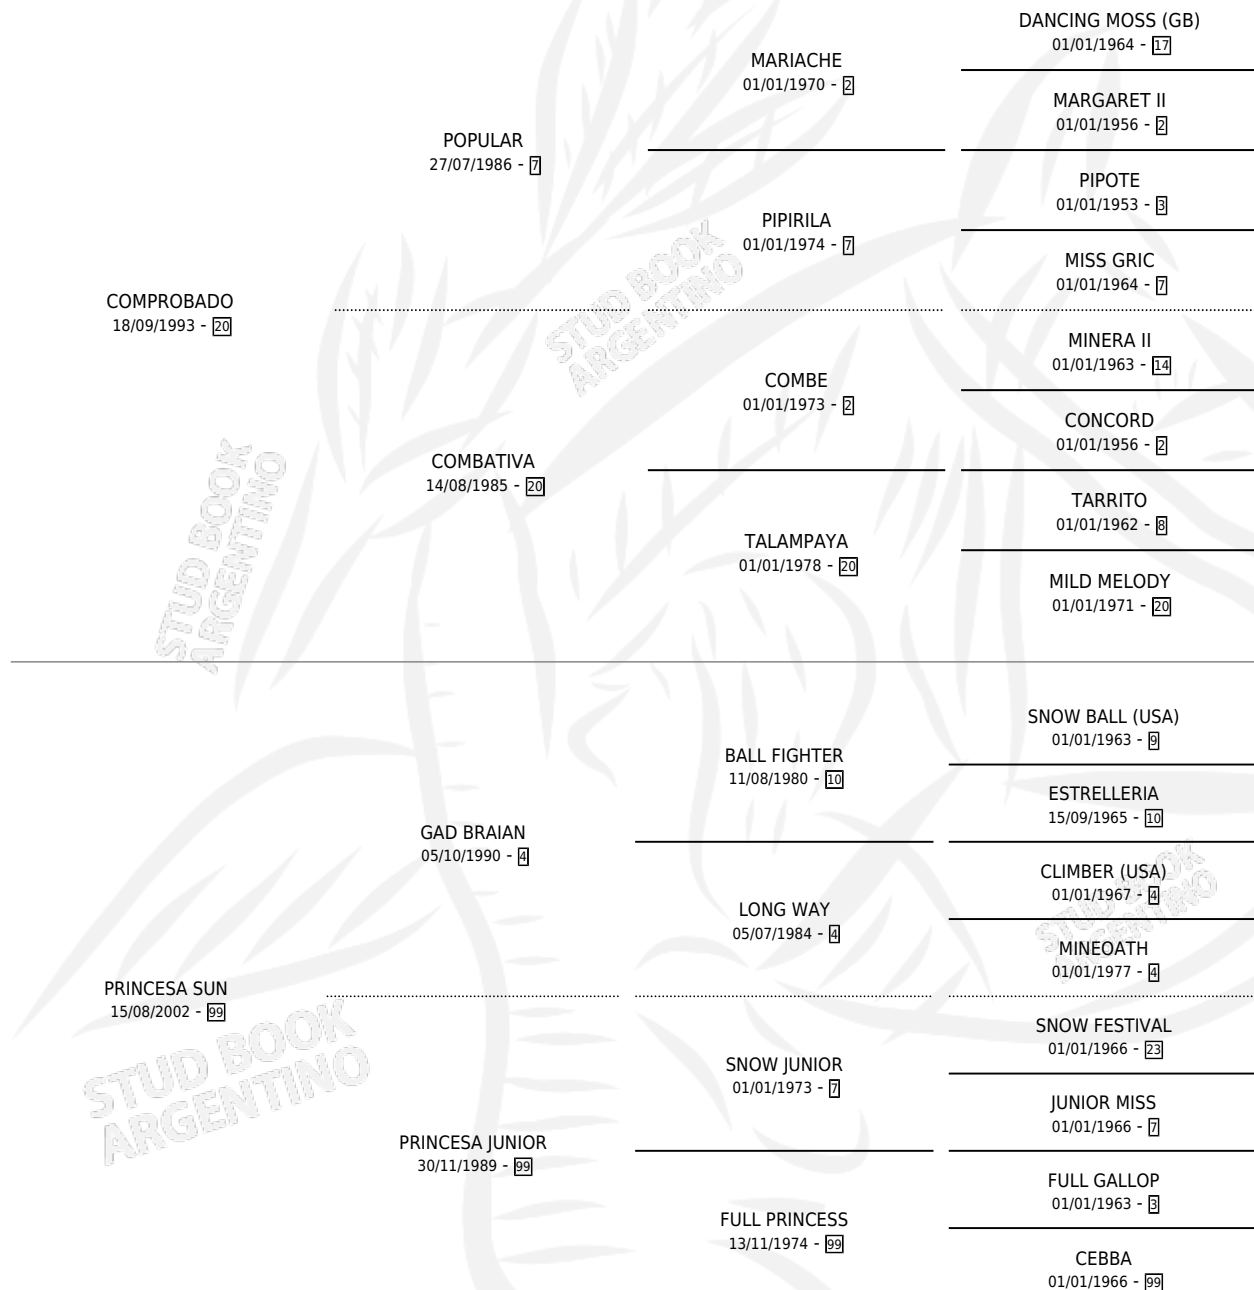 DANCING MOSS (GB)
01/01/1964 - 17
MARIACHE
01/01/1970 - 2
MARGARET II
01/01/1956 - 2
POPULAR
27/07/1986 - 7
PIPOTE
01/01/1953 - 3
PIPIRILA
01/01/1974 - 7
MISS GRIC
01/01/1964 - 7
COMPROBADO
18/09/1993 - 20
MINERA II
01/01/1963 - 14
COMBE
01/01/1973 - 2
CONCORD
01/01/1956 - 2
COMBATIVA
14/08/1985 - 20
TARRITO
01/01/1962 - 8
TALAMPAYA
01/01/1978 - 20
MILD MELODY
01/01/1971 - 20
SNOW BALL (USA)
01/01/1963 - 9
BALL FIGHTER
11/08/1980 - 10
ESTRELLERIA
15/09/1965 - 10
GAD BRAIAN
05/10/1990 - 4
CLIMBER (USA)
01/01/1967 - 4
LONG WAY
05/07/1984 - 4
MINEOATH
01/01/1977 - 4
PRINCESA SUN
15/08/2002 - 99
SNOW FESTIVAL
01/01/1966 - 23
SNOW JUNIOR
01/01/1973 - 7
JUNIOR MISS
01/01/1966 - 7
PRINCESA JUNIOR
30/11/1989 - 99
FULL GALLOP
01/01/1963 - 3
FULL PRINCESS
13/11/1974 - 99
CEBBA
01/01/1966 - 99
STUD BOOK
ARGENTINO
STUD BOOK
ARGENTINO
STUD BOOK
ARGENTINO
STUD BOOK
ARGENTINO